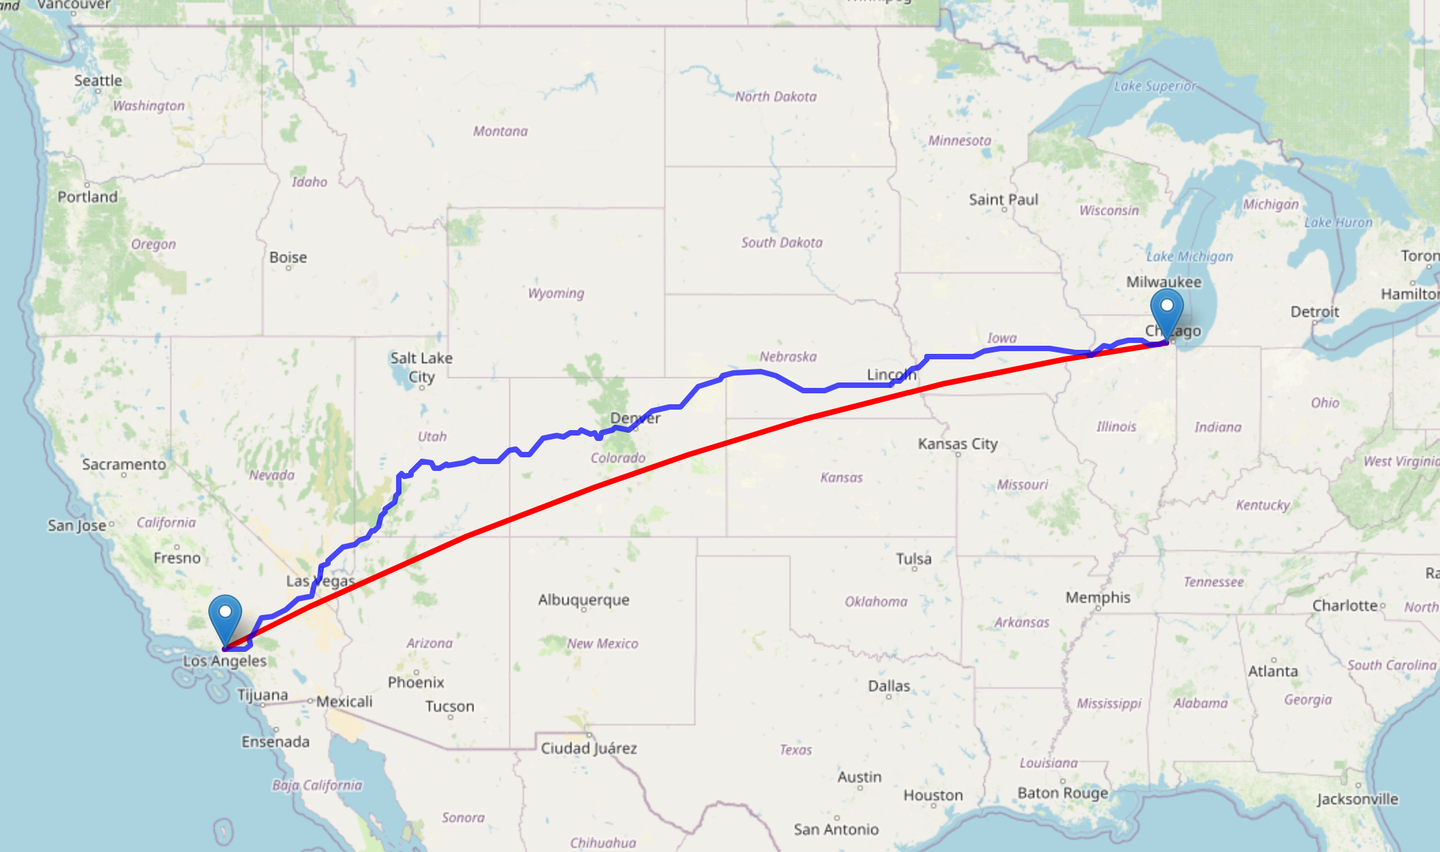 and
Vancouver
Winnipeg
Seattle
Washington
North Dakota
Lake Superior
Montana
Minnesota
Idaho
Portland
Saint Paul
Wisconsin
Michigan
Lake Huron
Oregon
South Dakota
Boise
Lake Michigan
Toron
Milwaukee
Wyoming
Hamilton
Detroit
Chicago
Iowa
Salt Lake
City
Nebraska
Lincoln
Ohio
Denver
Utah
Illinois
Indiana
Kansas City
Colorado
Sacramento
West Virginia
Nevada
Kansas
Missouri
Kentucky
San Jose
California
Fresno
Tulsa
Las Vegas
Ra
Tennessee
Albuquerque
Oklahoma
Memphis
Charlotte
North
Arkansas
Arizona
New Mexico
Los Angeles
South Carolina
Atlanta
Phoenix
Dallas
Tijuana
Mexicali
Tucson
Mississippi
Alabama
Georgia
Ensenada
Ciudad Juárez
Texas
Louisiana
Austin
Baja California
Houston
Baton Rouge
Jacksonville
Sonora
San Antonio
Chihuahua